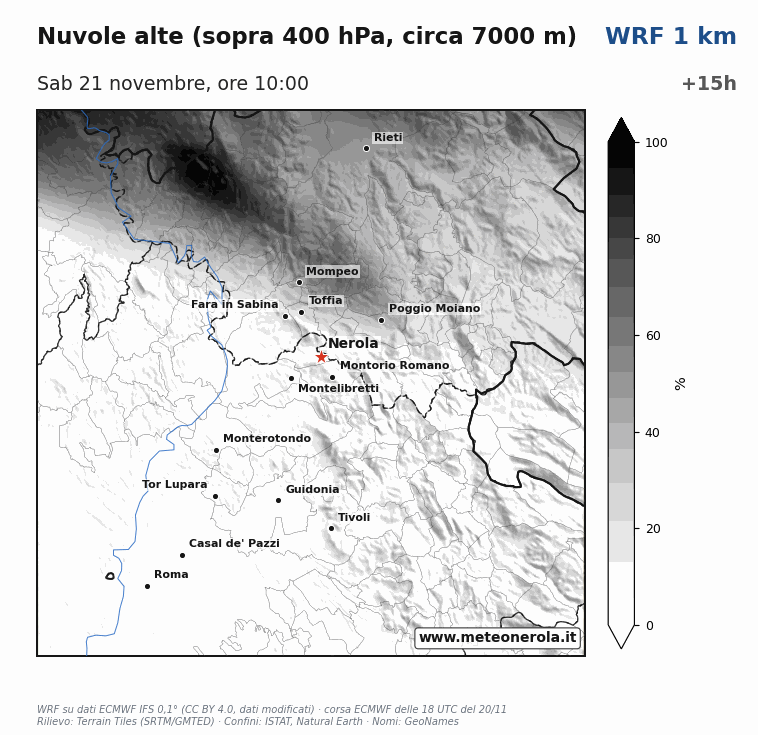 Nuvole alte (sopra 400 hPa, circa 7000 m) WRF 1 km
Sab 21 novembre, ore 10:00 +15h
Rieti
Mompeo
Toffia
Fara in Sabina
Poggio Moiano
Nerola
Montorio Romano
Montelibretti
Monterotondo
Tor Lupara
Guidonia
Tivoli
Casal de' Pazzi
Roma
www.meteonerola.it
100
80
60
40
20
0
%
WRF su dati ECMWF IFS 0,1° (CC BY 4.0, dati modificati) · corsa ECMWF delle 18 UTC del 20/11
Rilievo: Terrain Tiles (SRTM/GMTED) · Confini: ISTAT, Natural Earth · Nomi: GeoNames